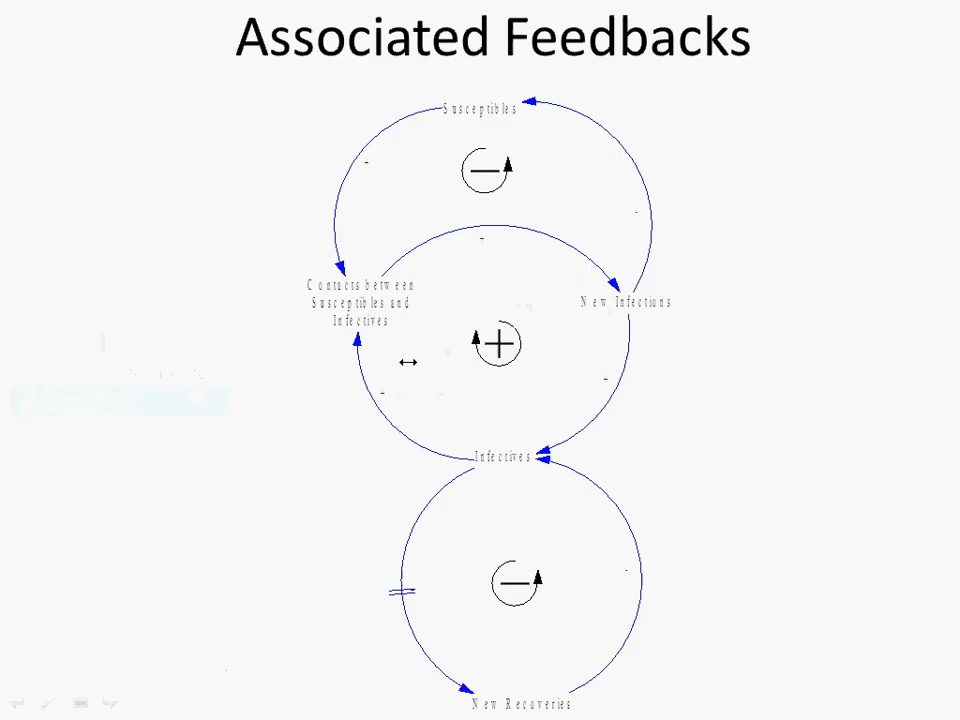 Associated Feedbacks
Susceptibles
Contacts between
Susceptibles and
Infectives
New Infections
Infectives
New Recoveries